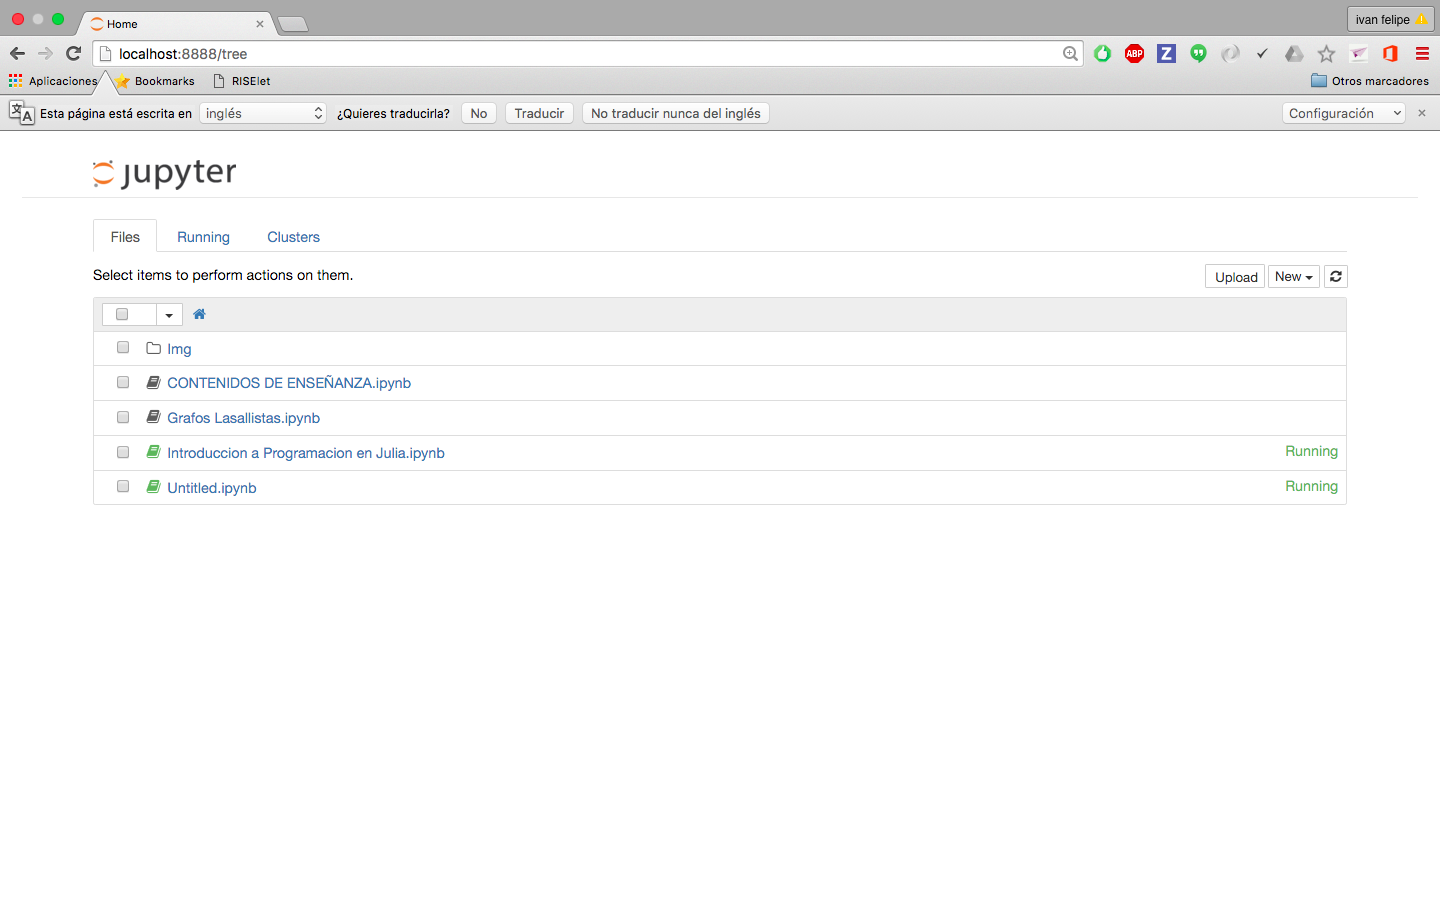 Home
ivan felipe
localhost:8888/tree
ABP
Z
Aplicaciones Bookmarks RISElet Otros marcadores
文A Esta página está escrita en inglés ¿Quieres traducirla? No Traducir No traducir nunca del inglés Configuración
jupyter
Files Running Clusters
Select items to perform actions on them. Upload New
Img
CONTENIDOS DE ENSEÑANZA.ipynb
Grafos Lasallistas.ipynb
Introduccion a Programacion en Julia.ipynb Running
Untitled.ipynb Running